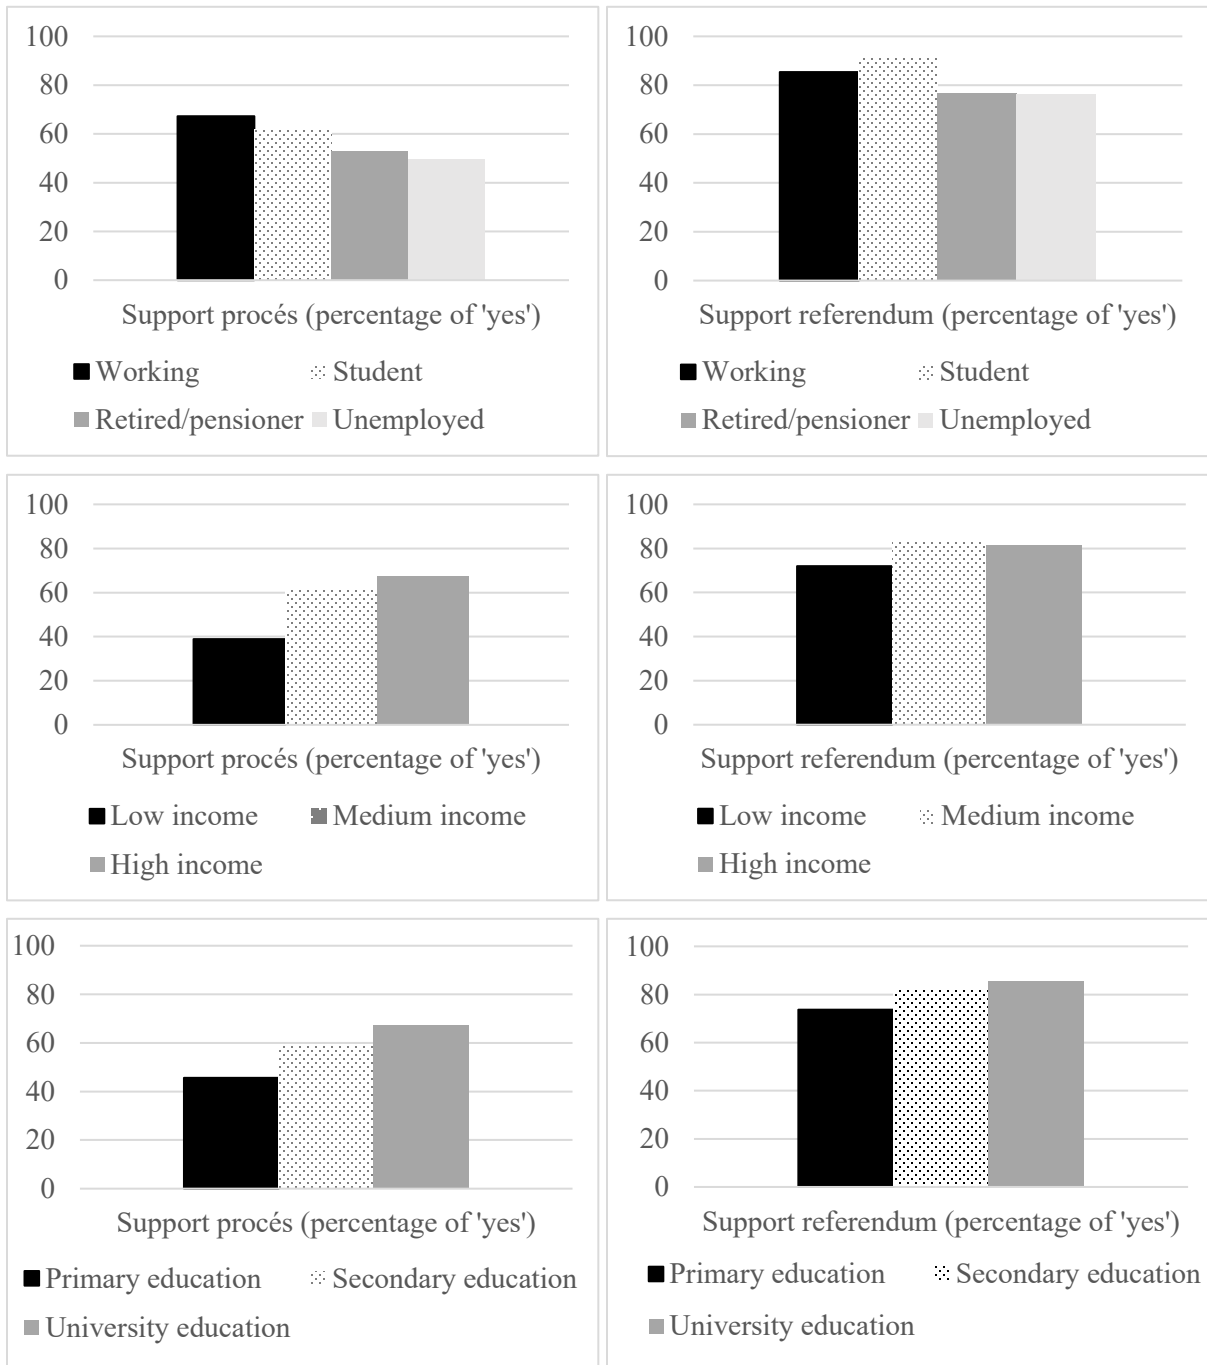 100
80
60
40
20
0
Support procés (percentage of 'yes')
Working Student
Retired/pensioner Unemployed
100
80
60
40
20
0
Support referendum (percentage of 'yes')
Working Student
Retired/pensioner Unemployed
100
80
60
40
20
0
Support procés (percentage of 'yes')
Low income Medium income
High income
100
80
60
40
20
0
Support referendum (percentage of 'yes')
Low income Medium income
High income
100
80
60
40
20
0
Support procés (percentage of 'yes')
Primary education Secondary education
University education
100
80
60
40
20
0
Support referendum (percentage of 'yes')
Primary education Secondary education
University education